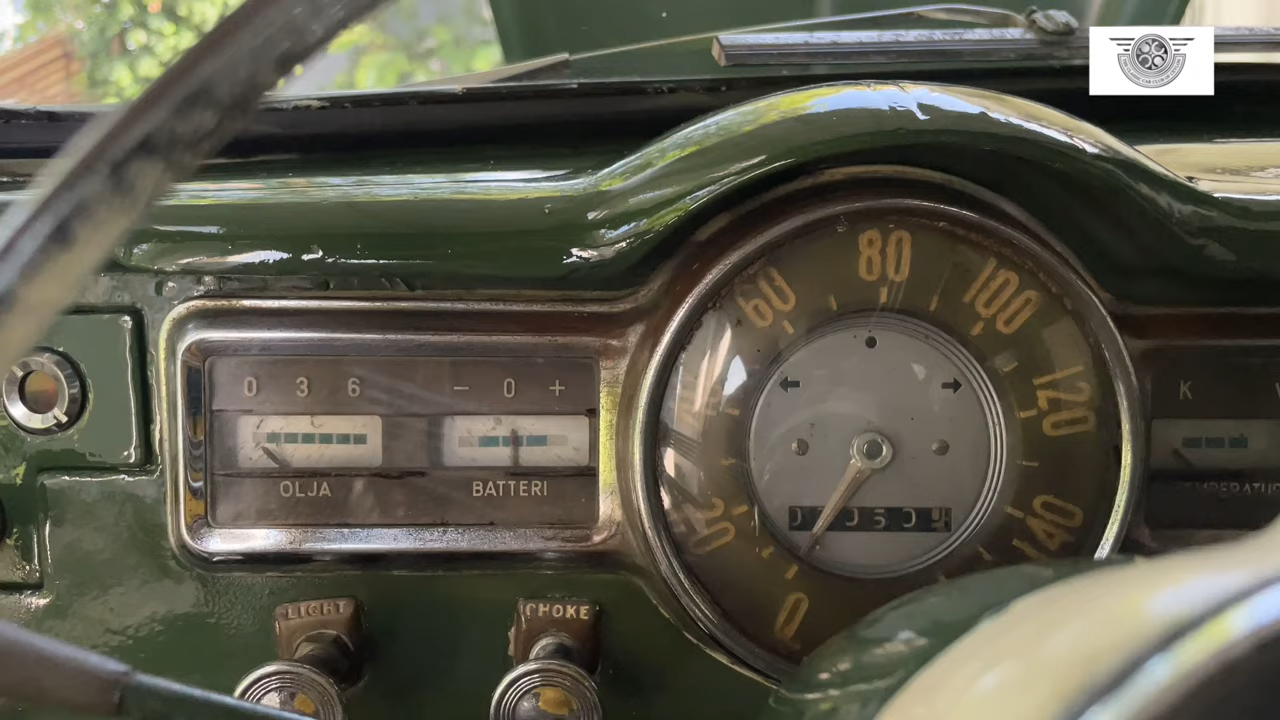 80
60
100
120
20
140
0
0 3 6
- 0 +
OLJA
BATTERI
K
LIGHT
CHOKE